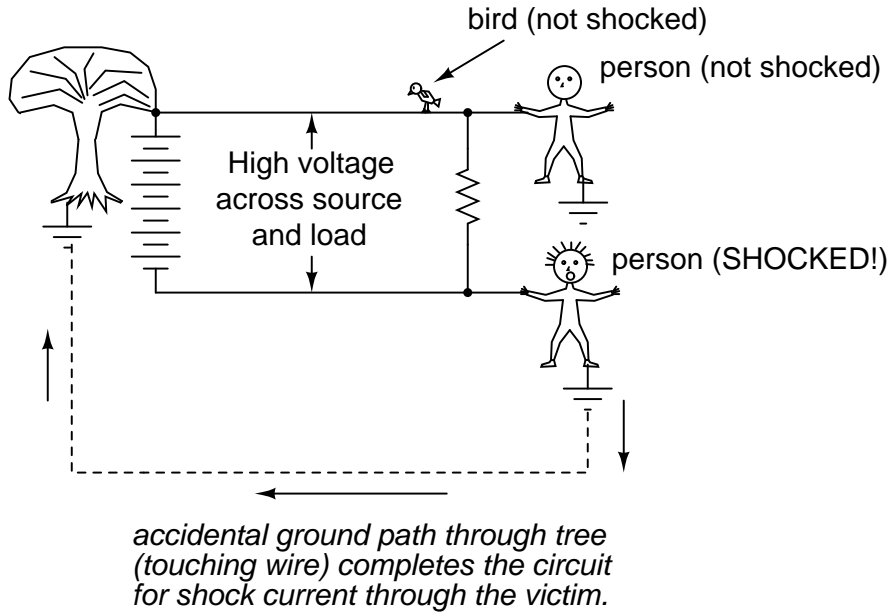 bird (not shocked)
person (not shocked)
High voltage
across source
and load
person (SHOCKED!)
accidental ground path through tree
(touching wire) completes the circuit
for shock current through the victim.